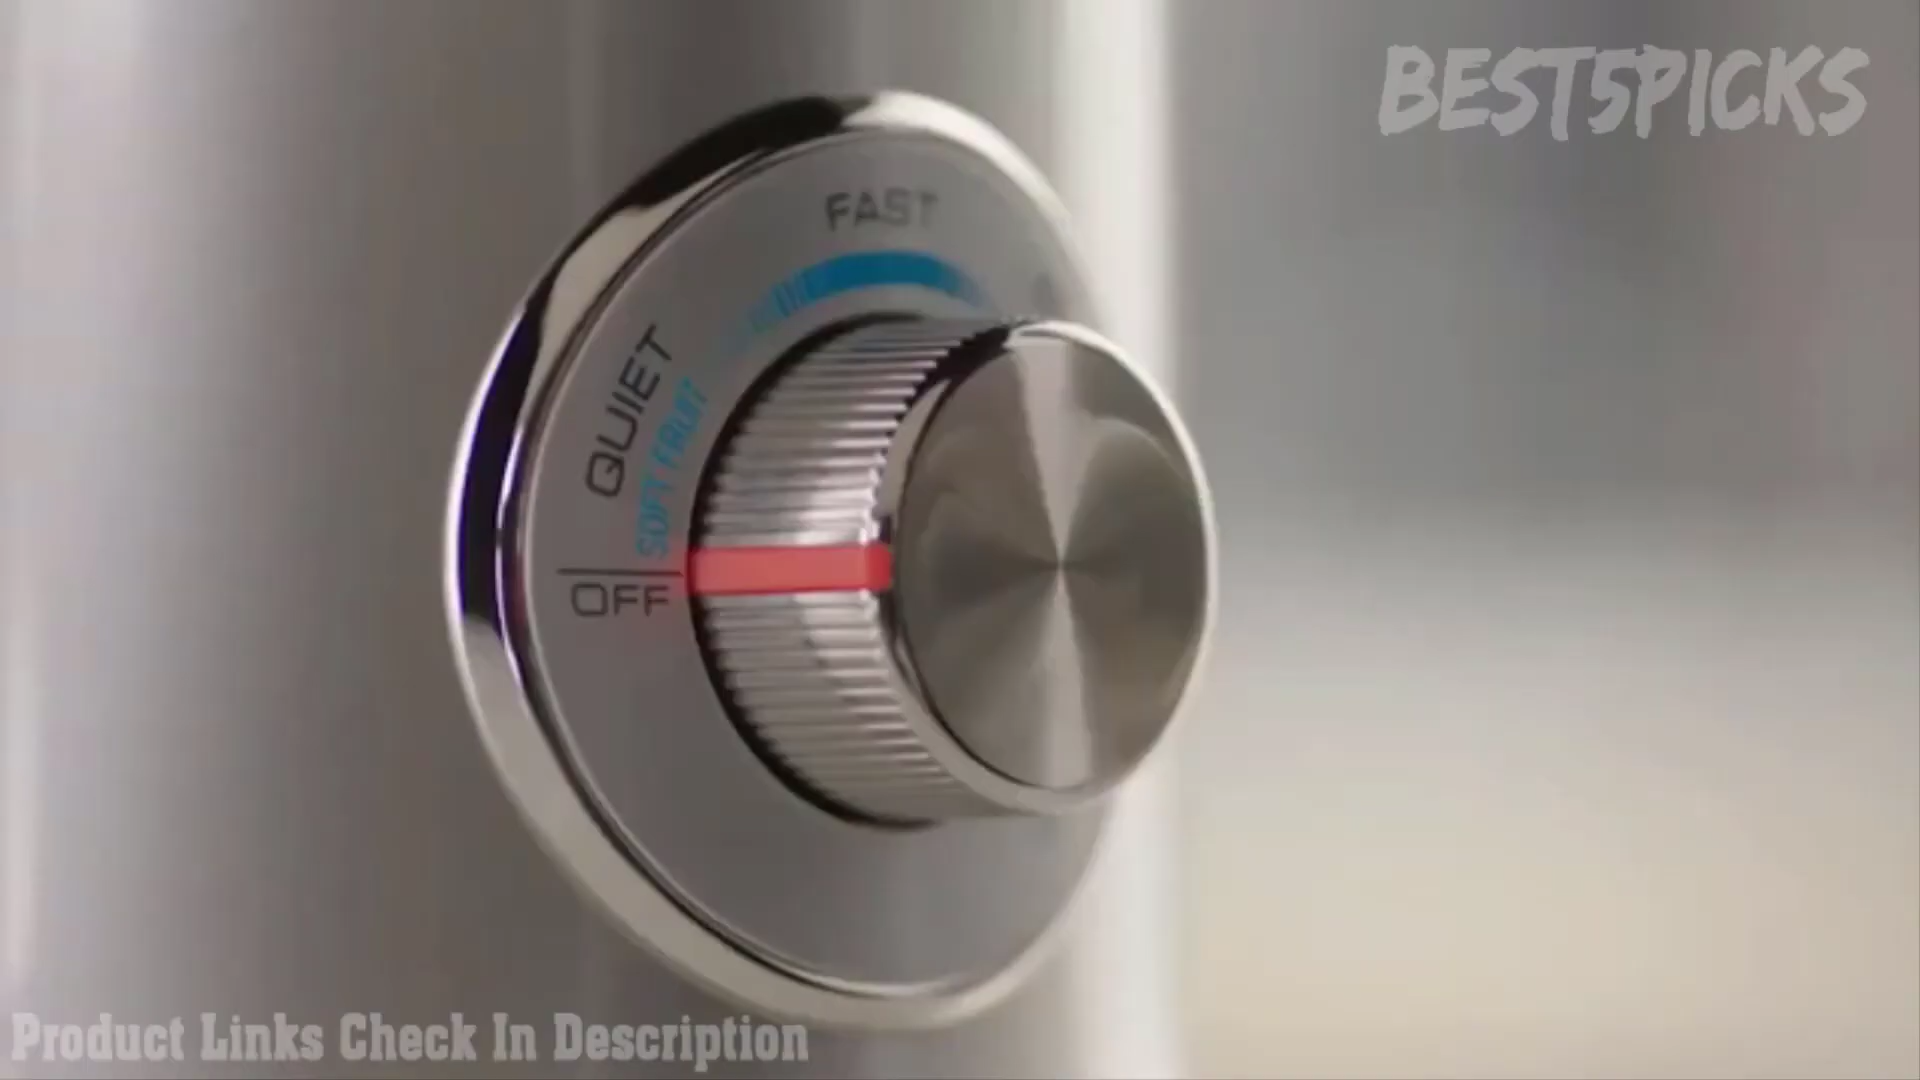 BEST5PICKS
FAST
QUIET
SOFT FRUIT
OFF
Product Links Check In Description